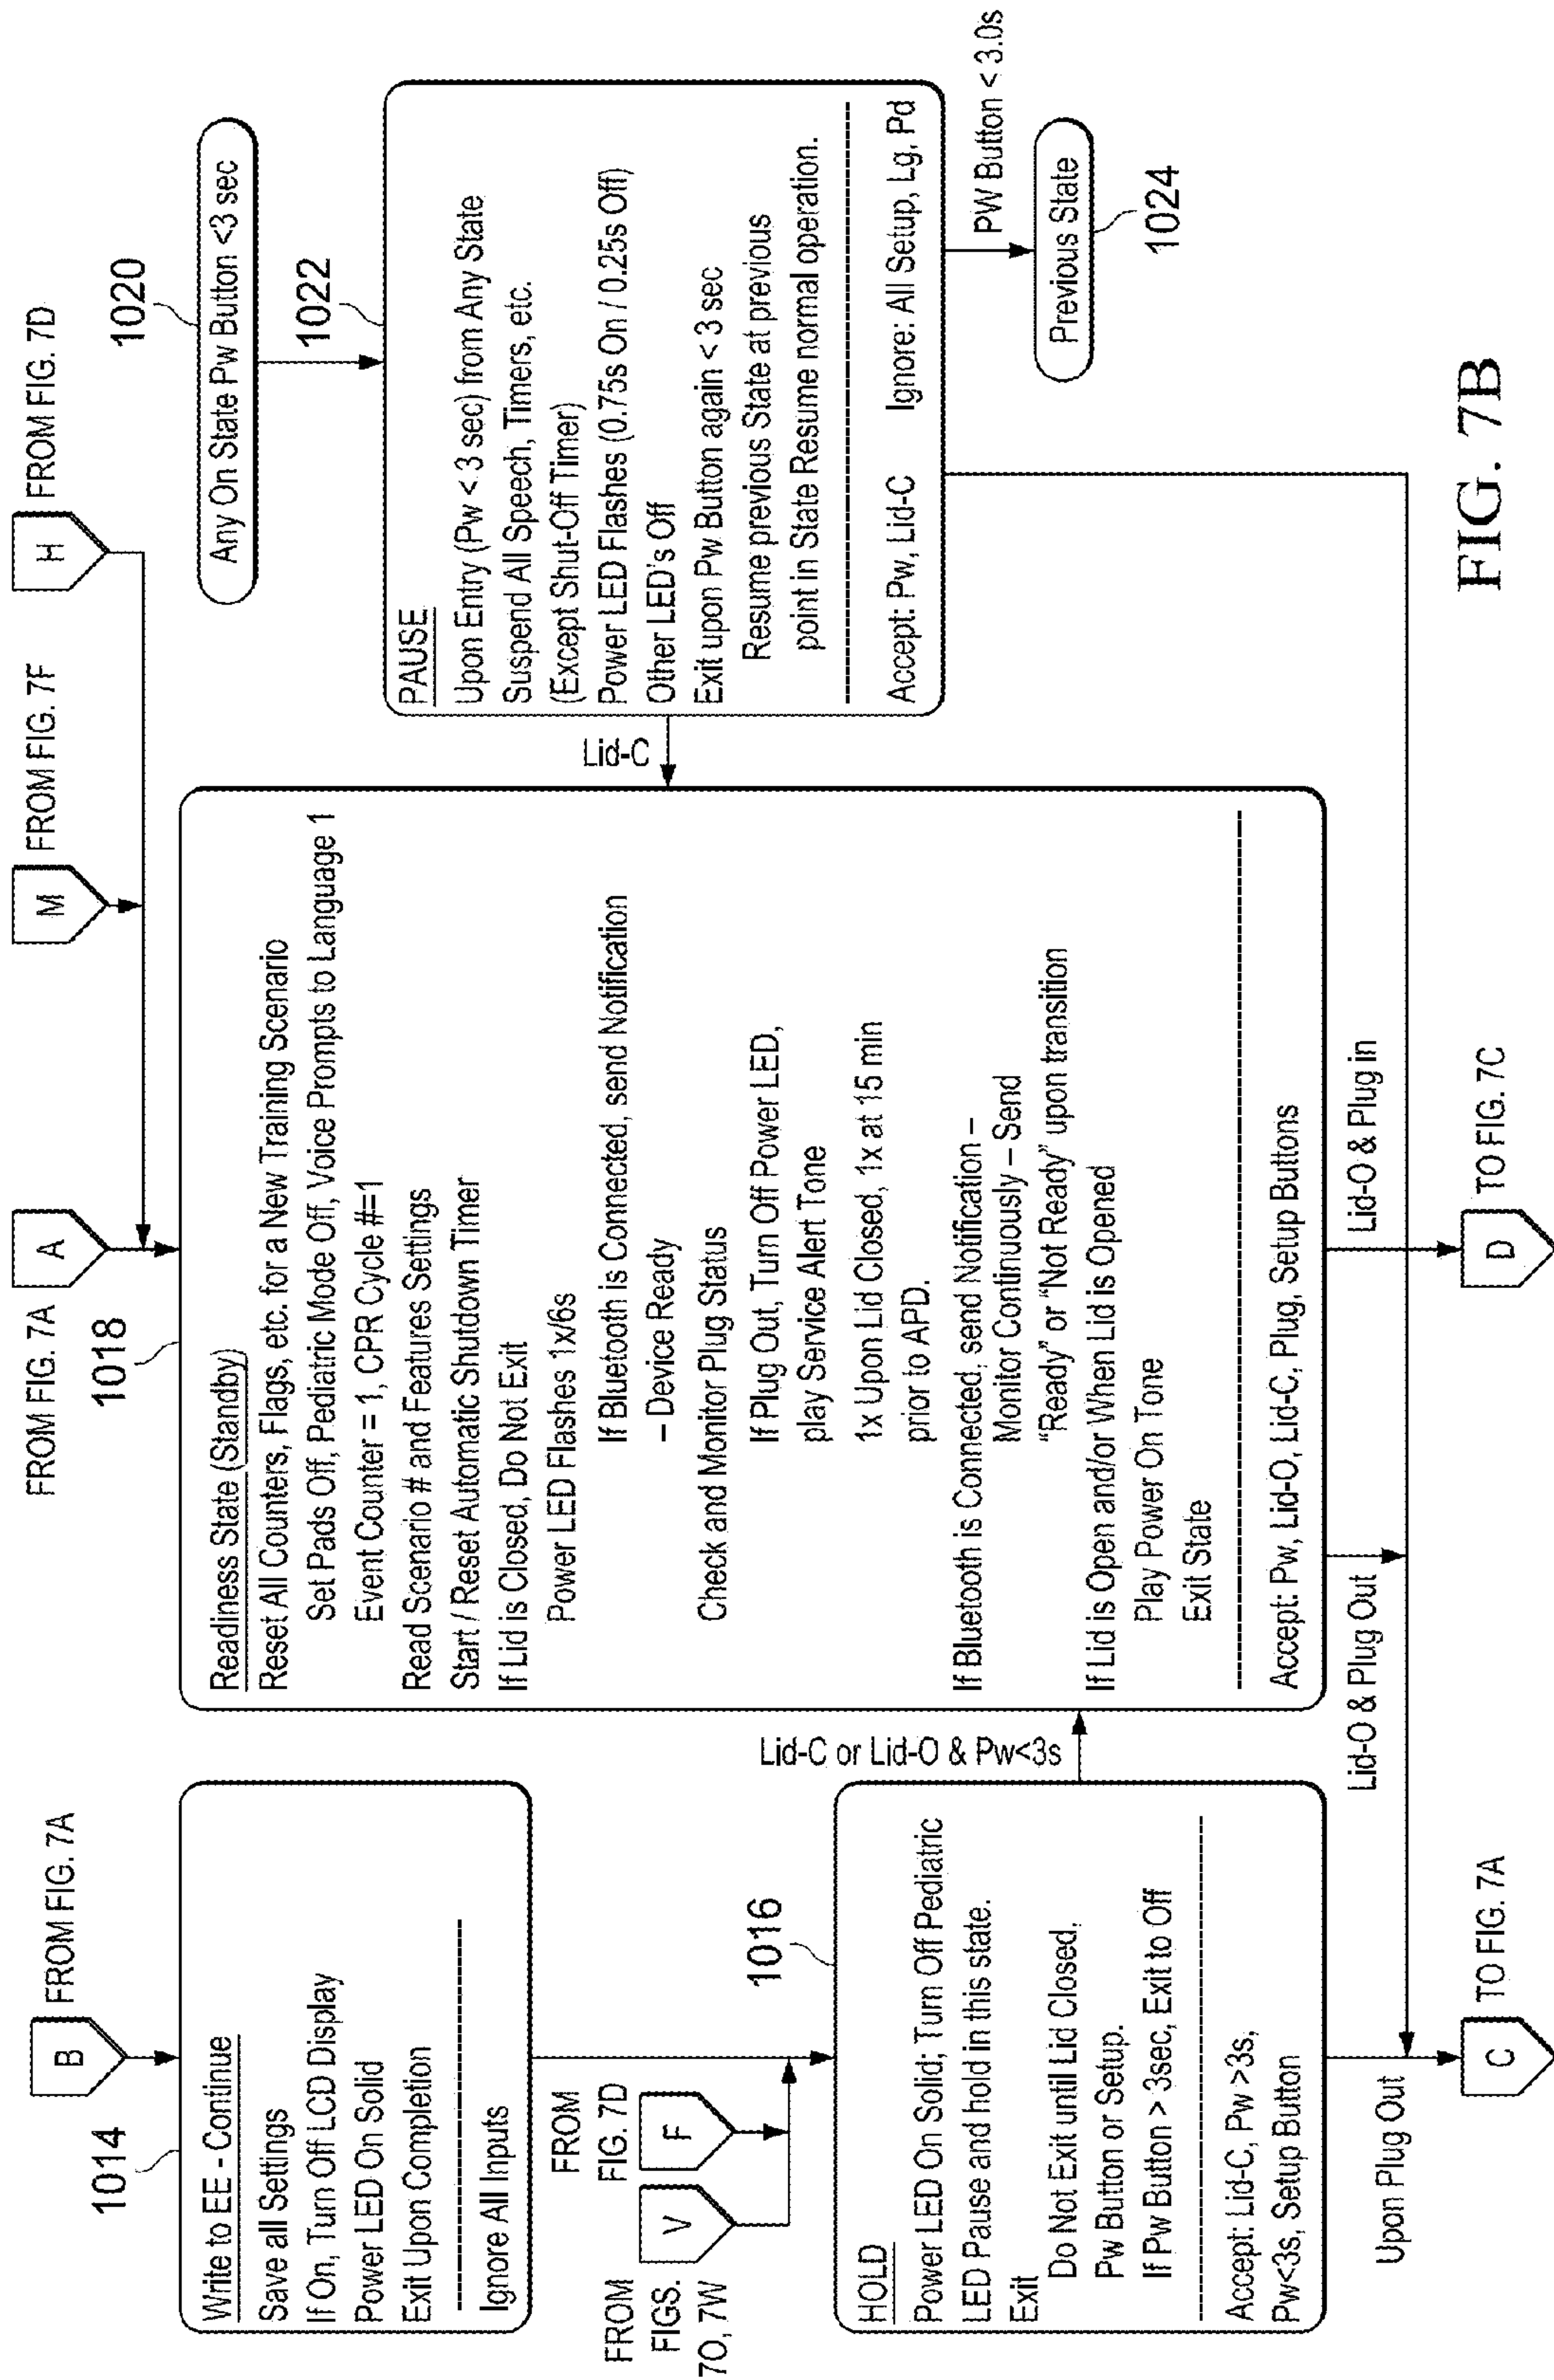 B
FROM FIG. 7A
1014
Write to EE - Continue
Save all Settings
If On, Turn Off LCD Display
Power LED On Solid
Exit Upon Completion
Ignore All Inputs
FROM
FIGS.
7O, 7W
V
FROM
FIG. 7D
F
1016
HOLD
Power LED On Solid; Turn Off Pediatric
LED Pause and hold in this state.
Exit
Do Not Exit until Lid Closed,
Pw Button or Setup.
If Pw Button > 3sec, Exit to Off
Accept: Lid-C, Pw >3s,
Pw<3s, Setup Button
Upon Plug Out
C
TO FIG. 7A
Lid-C or Lid-O & Pw<3s
FROM FIG. 7A
A
M
FROM FIG. 7F
H
FROM FIG. 7D
1018
Readiness State (Standby)
Reset All Counters, Flags, etc. for a New Training Scenario
Set Pads Off, Pediatric Mode Off, Voice Prompts to Language 1
Event Counter = 1, CPR Cycle #=1
Read Scenario # and Features Settings
Start / Reset Automatic Shutdown Timer
If Lid is Closed, Do Not Exit
Power LED Flashes 1x/6s
If Bluetooth is Connected, send Notification
– Device Ready
Check and Monitor Plug Status
If Plug Out, Turn Off Power LED,
play Service Alert Tone
1x Upon Lid Closed, 1x at 15 min
prior to APD.
If Bluetooth is Connected, send Notification –
Monitor Continuously – Send
"Ready" or "Not Ready" upon transition
If Lid is Open and/or When Lid is Opened
Play Power On Tone
Exit State
Accept: Pw, Lid-O, Lid-C, Plug, Setup Buttons
Lid-O & Plug Out
Lid-O & Plug in
D
TO FIG. 7C
Lid-C
1020
Any On State Pw Button <3 sec
1022
PAUSE
Upon Entry (Pw < 3 sec) from Any State
Suspend All Speech, Timers, etc.
(Except Shut-Off Timer)
Power LED Flashes (0.75s On / 0.25s Off)
Other LED's Off
Exit upon Pw Button again < 3 sec
Resume previous State at previous
point in State Resume normal operation.
Accept: Pw, Lid-C Ignore: All Setup, Lg, Pd
PW Button < 3.0s
Previous State
1024
FIG. 7B